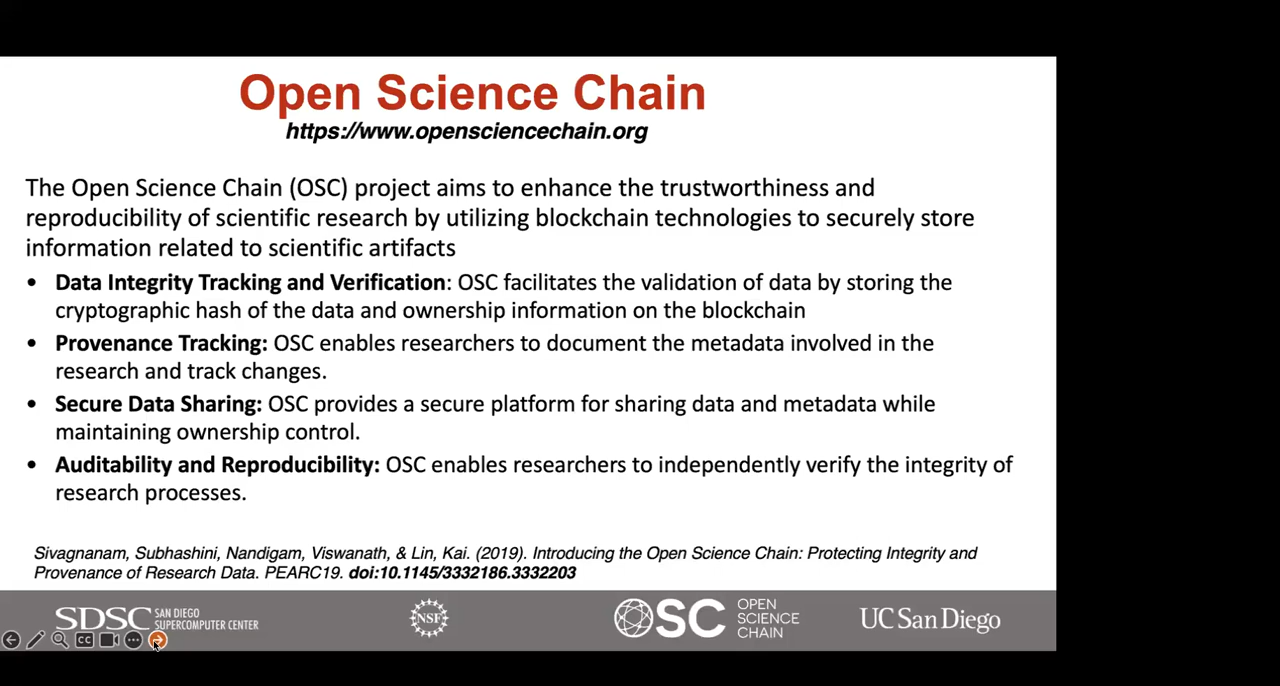 Open Science Chain
https://www.opensciencechain.org
The Open Science Chain (OSC) project aims to enhance the trustworthiness and
reproducibility of scientific research by utilizing blockchain technologies to securely store
information related to scientific artifacts
• Data Integrity Tracking and Verification: OSC facilitates the validation of data by storing the
cryptographic hash of the data and ownership information on the blockchain
• Provenance Tracking: OSC enables researchers to document the metadata involved in the
research and track changes.
• Secure Data Sharing: OSC provides a secure platform for sharing data and metadata while
maintaining ownership control.
• Auditability and Reproducibility: OSC enables researchers to independently verify the integrity of
research processes.
Sivagnanam, Subhashini, Nandigam, Viswanath, & Lin, Kai. (2019). Introducing the Open Science Chain: Protecting Integrity and
Provenance of Research Data. PEARC19. doi:10.1145/3332186.3332203
SDSC SAN DIEGO
SUPERCOMPUTER CENTER
NSF
OSC
OPEN
SCIENCE
CHAIN
UC San Diego
CC